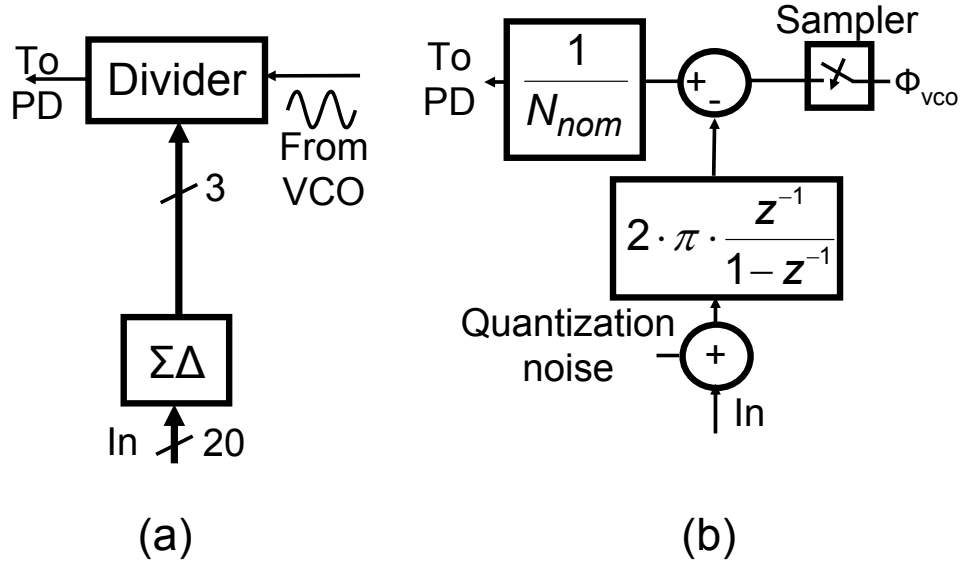 To
PD
Divider
From
VCO
3
ΣΔ
In
20
(a)
To
PD
1
N_nom
+
-
Sampler
Φ_vco
2 · π · z⁻¹ / 1 − z⁻¹
Quantization
noise
+
In
(b)